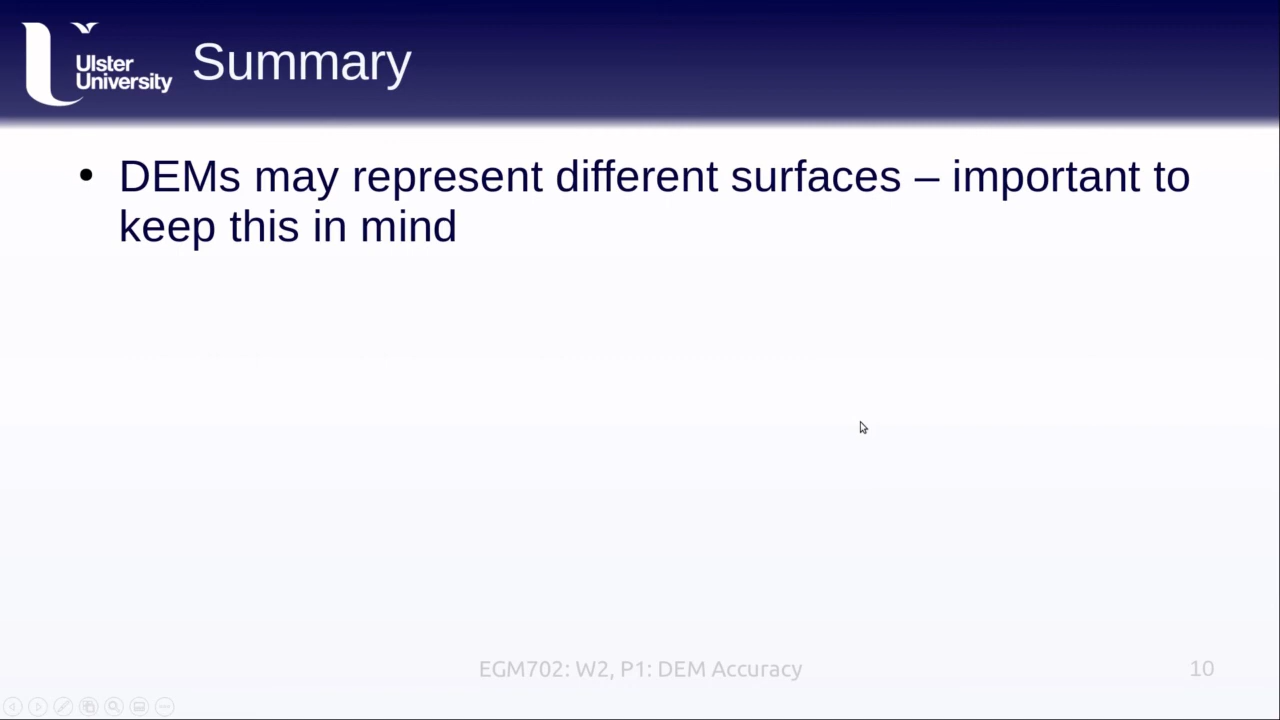 Ulster
University
Summary
• DEMs may represent different surfaces – important to
keep this in mind
EGM702: W2, P1: DEM Accuracy
10